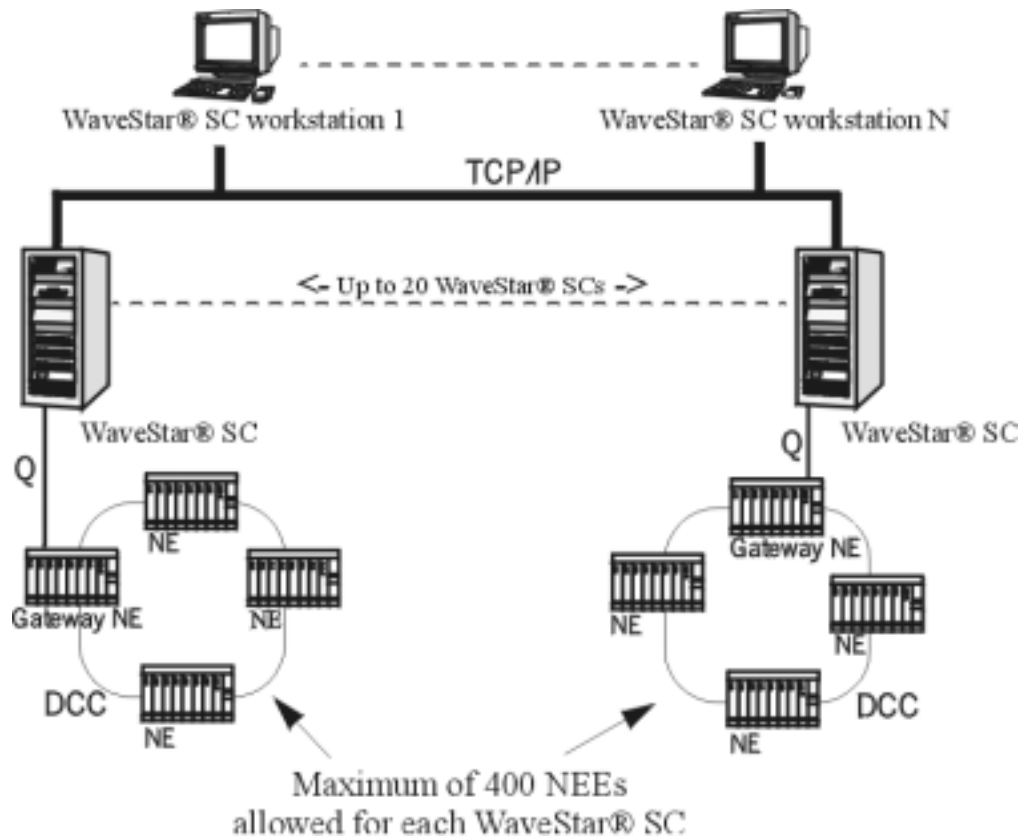 WaveStar® SC workstation 1
WaveStar® SC workstation N
TCP/IP
<- Up to 20 WaveStar® SCs ->
WaveStar® SC
WaveStar® SC
Q
Q
NE
Gateway NE
Gateway NE
NE
NE
NE
DCC
NE
DCC
NE
Maximum of 400 NEEs
allowed for each WaveStar® SC